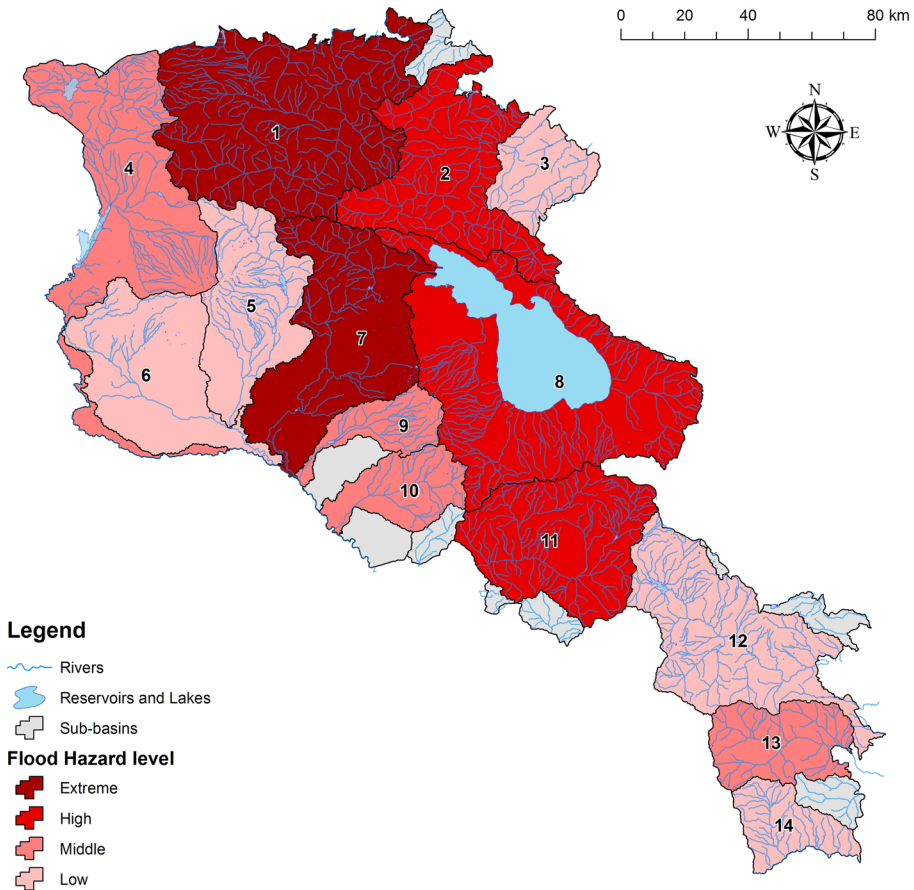 0 20 40 80 km
N
W E
S
1
2
3
4
5
6
7
8
9
10
11
12
13
14
Legend
Rivers
Reservoirs and Lakes
Sub-basins
Flood Hazard level
Extreme
High
Middle
Low